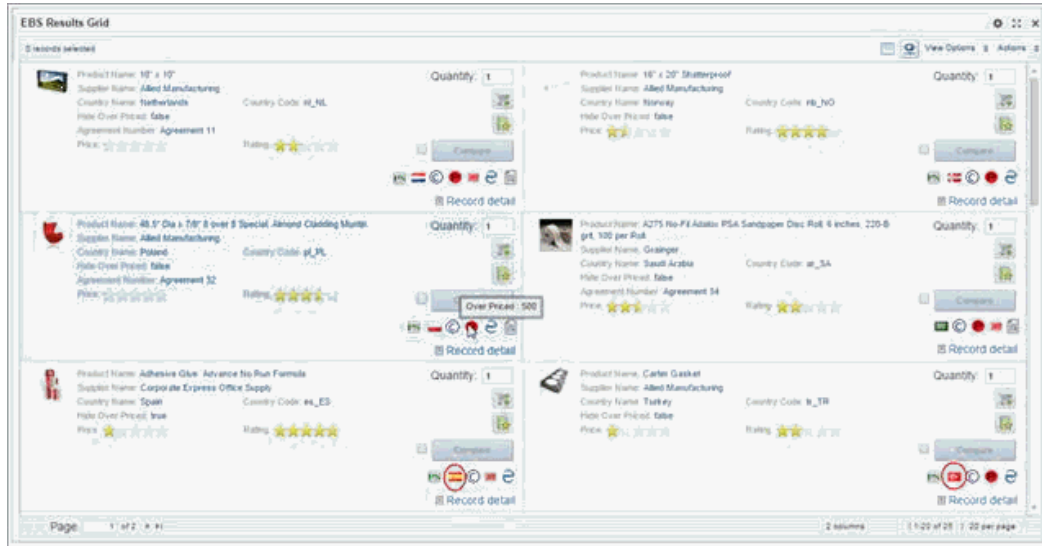 EBS Results Grid
0 records selected
View Options
Actions
Product Name: 10" x 10"
Supplier Name: Allied Manufacturing
Country Name: Netherlands Country Code: nl_NL
Hide Over Priced: false
Agreement Number: Agreement 11
Price: Rating:
Quantity: 1
Compare
Record detail
Product Name: 16" x 20" Shatterproof
Supplier Name: Allied Manufacturing
Country Name: Norway Country Code: nb_NO
Hide Over Priced: false
Price: Rating:
Quantity: 1
Compare
Record detail
Product Name: 48.5" Dia x 7/8" 8 over 8 Special, Almond Cladding Muntin.
Supplier Name: Allied Manufacturing
Country Name: Poland Country Code: pl_PL
Hide Over Priced: false
Agreement Number: Agreement 32
Price: Rating:
Quantity: 1
Over Priced : 500
Record detail
Product Name: A275 No-Fil Adalox PSA Sandpaper Disc Roll, 6 inches, 220-B
grit, 100 per Roll
Supplier Name: Grainger
Country Name: Saudi Arabia Country Code: ar_SA
Hide Over Priced: false
Agreement Number: Agreement 34
Price: Rating:
Quantity: 1
Compare
Record detail
Product Name: Adhesive Glue, Advance No Run Formula
Supplier Name: Corporate Express Office Supply
Country Name: Spain Country Code: es_ES
Hide Over Priced: true
Price: Rating:
Quantity: 1
Compare
Record detail
Product Name: Carter Gasket
Supplier Name: Allied Manufacturing
Country Name: Turkey Country Code: tr_TR
Hide Over Priced: false
Price: Rating:
Quantity: 1
Compare
Record detail
Page 1 of 2
2 columns
1-20 of 25
20 per page